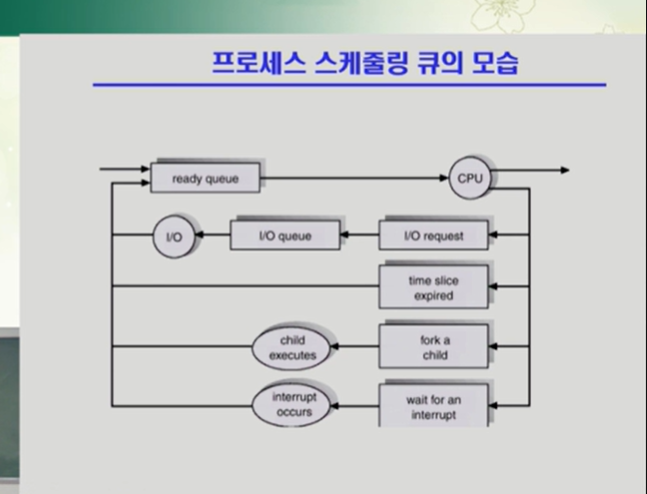 프로세스 스케줄링 큐의 모습
ready queue
CPU
I/O
I/O queue
I/O request
time slice
expired
child
executes
fork a
child
interrupt
occurs
wait for an
interrupt